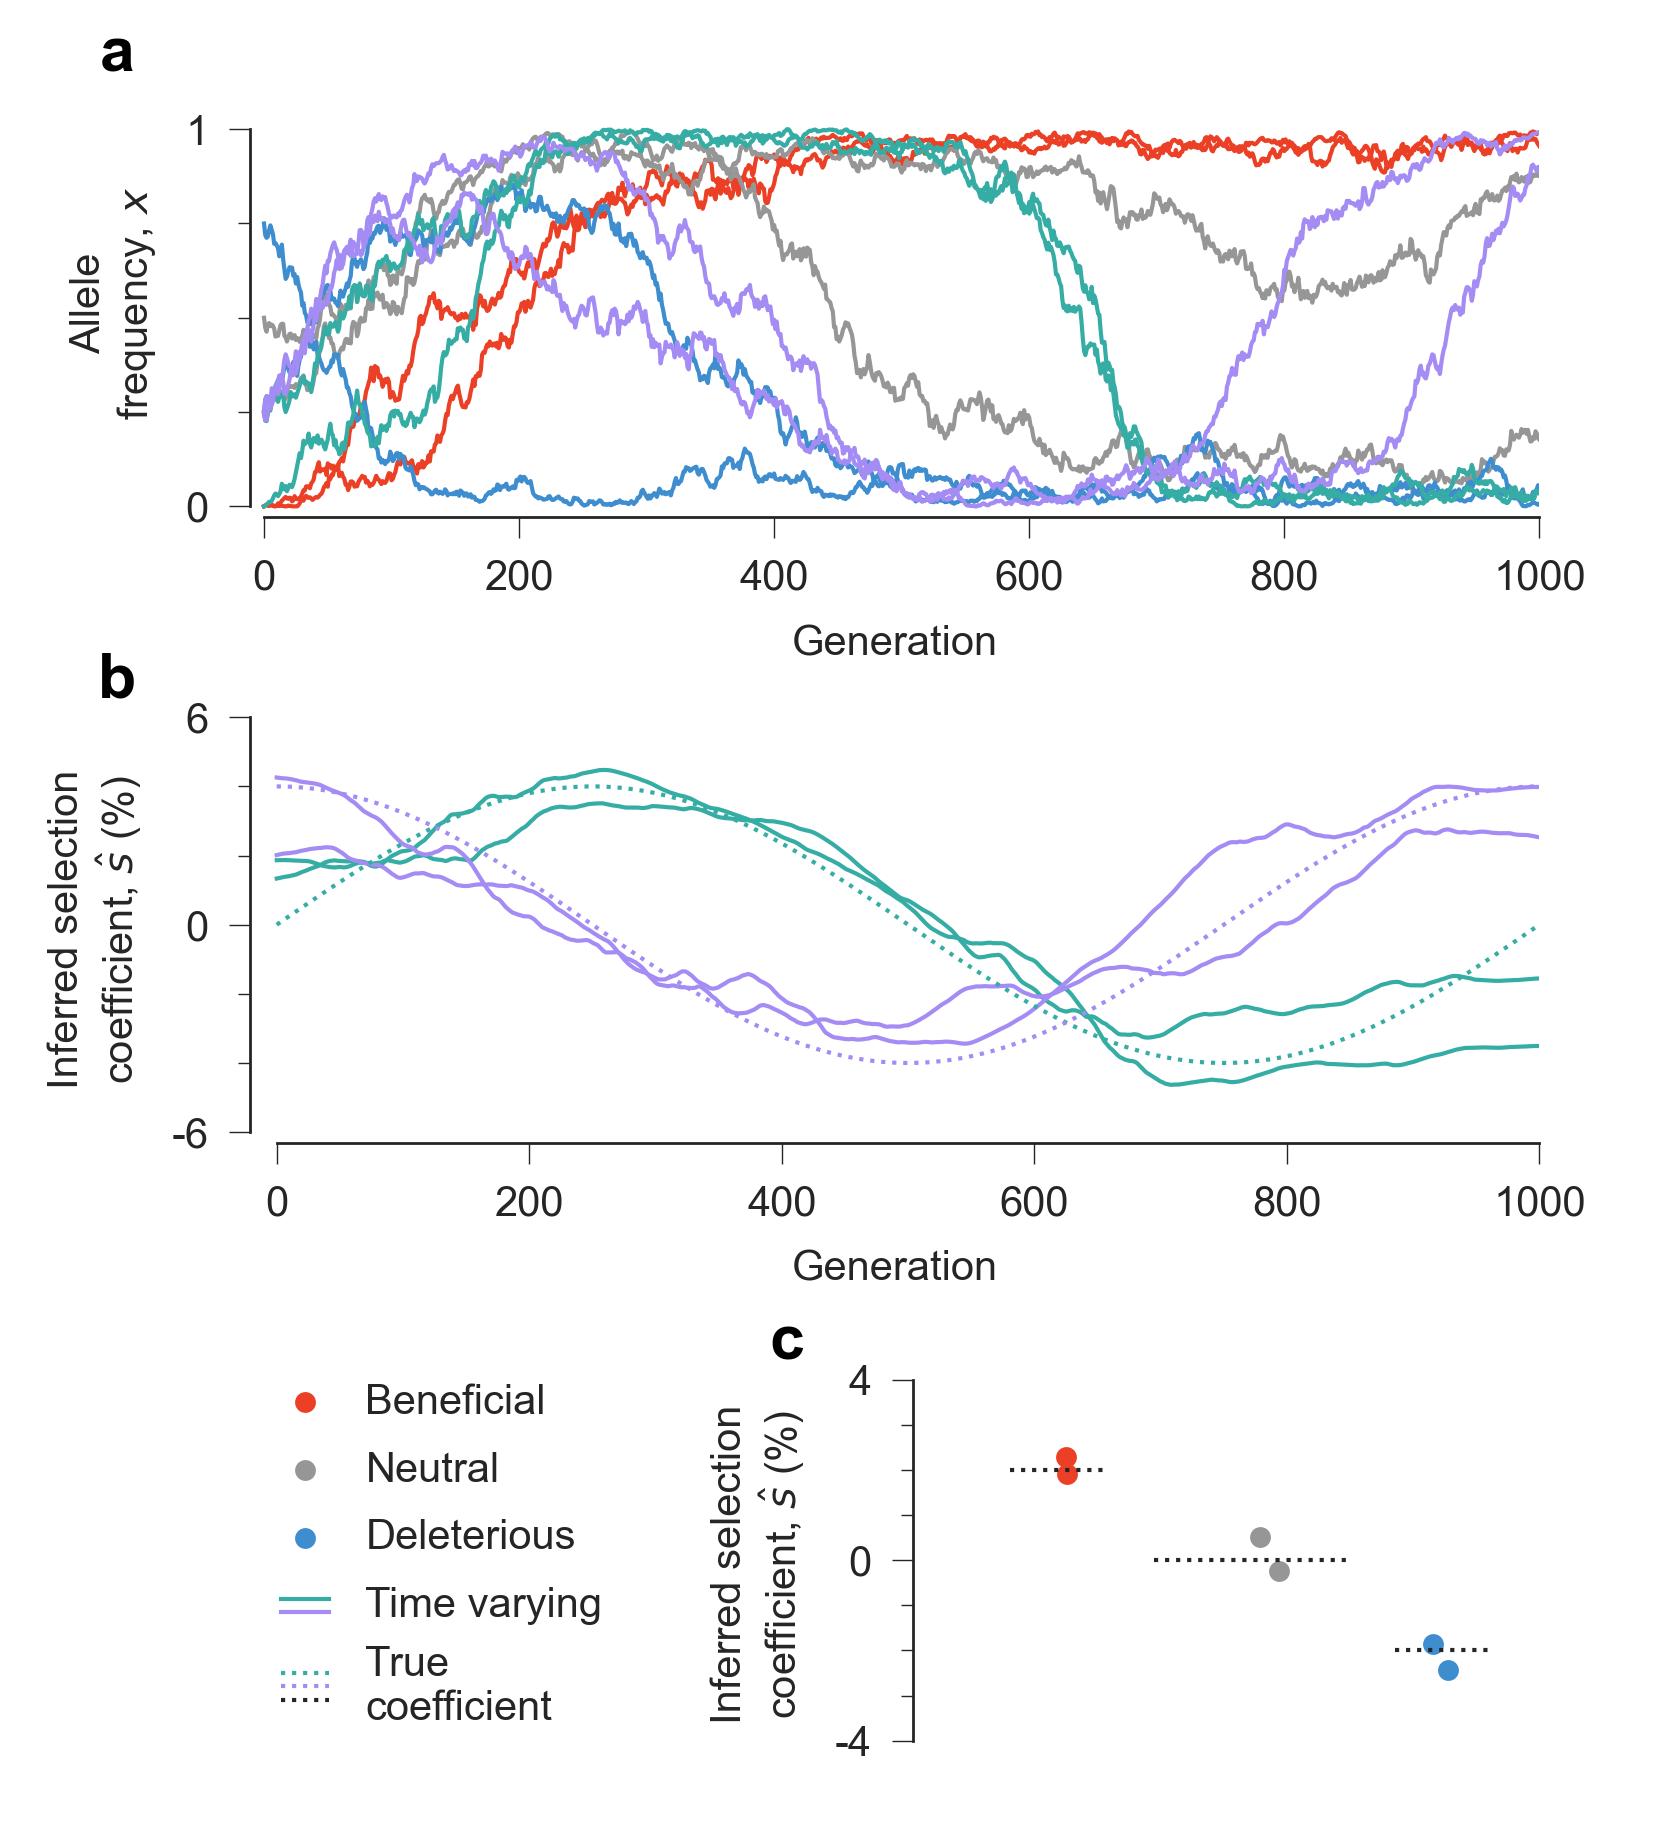 a
1
0
Allele
frequency, x
0 200 400 600 800 1000
Generation
b
6
0
-6
Inferred selection
coefficient, ŝ (%)
0 200 400 600 800 1000
Generation
c
4
0
-4
Inferred selection
coefficient, ŝ (%)
Beneficial
Neutral
Deleterious
Time varying
True
coefficient